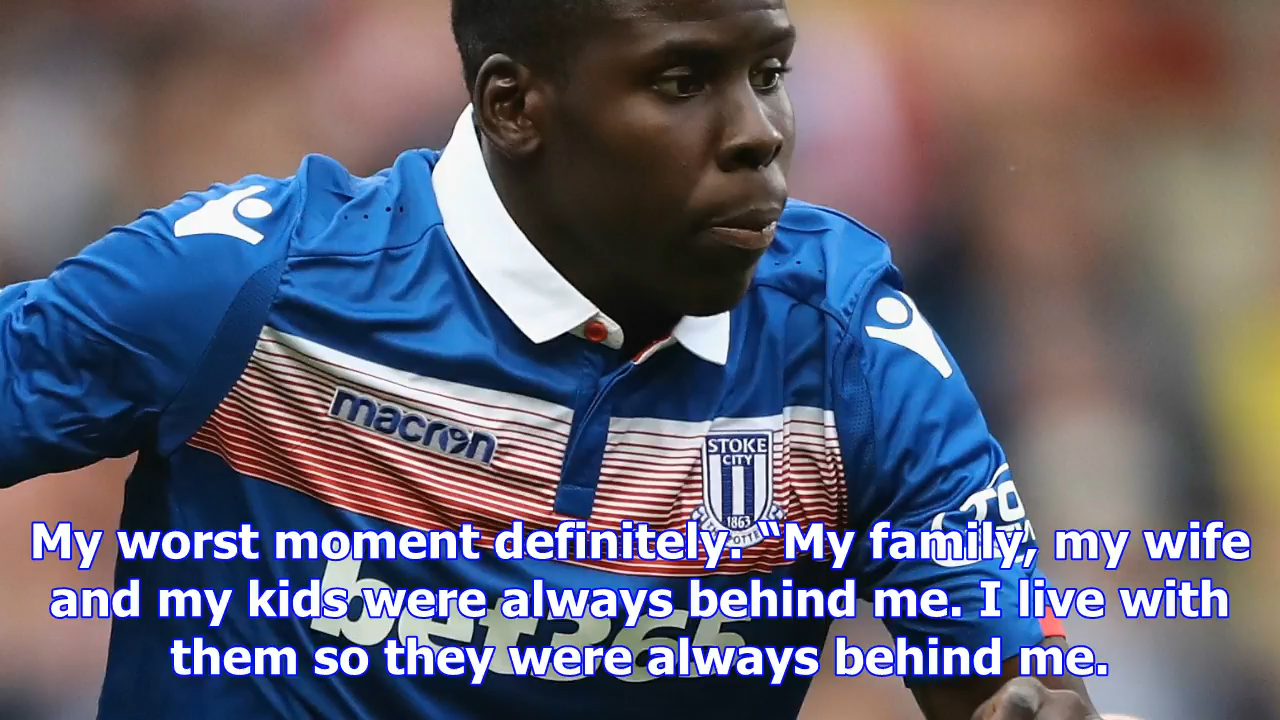 macron
STOKE
CITY
1863
My worst moment definitely. “My family, my wife
and my kids were always behind me. I live with
them so they were always behind me.
bet365